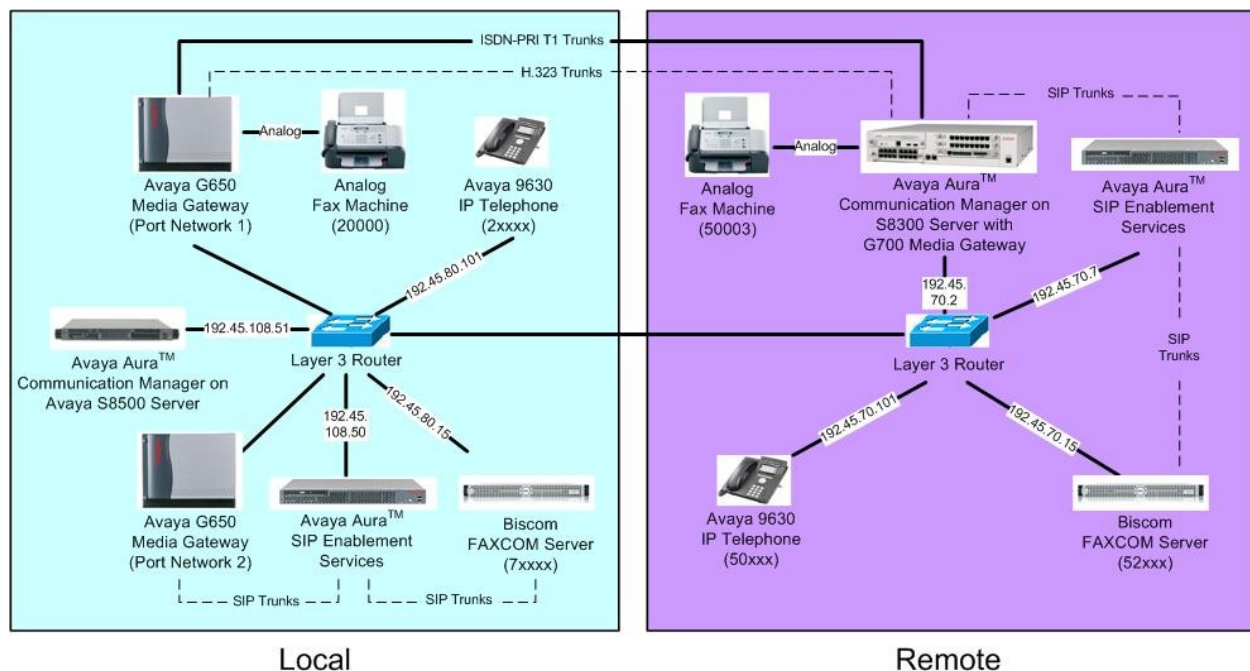 ISDN-PRI T1 Trunks
H.323 Trunks
Analog
Avaya G650
Media Gateway
(Port Network 1)
Analog
Fax Machine
(20000)
Avaya 9630
IP Telephone
(2xxxx)
192.45.80.101
192.45.108.51
Avaya Aura™
Communication Manager on
Avaya S8500 Server
Layer 3 Router
192.45.
108.50
192.45.80.15
Avaya G650
Media Gateway
(Port Network 2)
Avaya Aura™
SIP Enablement
Services
Biscom
FAXCOM Server
(7xxxx)
SIP Trunks
SIP Trunks
Local
SIP Trunks
Analog
Analog
Fax Machine
(50003)
Avaya Aura™
Communication Manager on
S8300 Server with
G700 Media Gateway
Avaya Aura™
SIP Enablement
Services
192.45.
70.2
192.45.70.7
Layer 3 Router
SIP
Trunks
192.45.70.101
192.45.70.15
Avaya 9630
IP Telephone
(50xxx)
Biscom
FAXCOM Server
(52xxx)
Remote